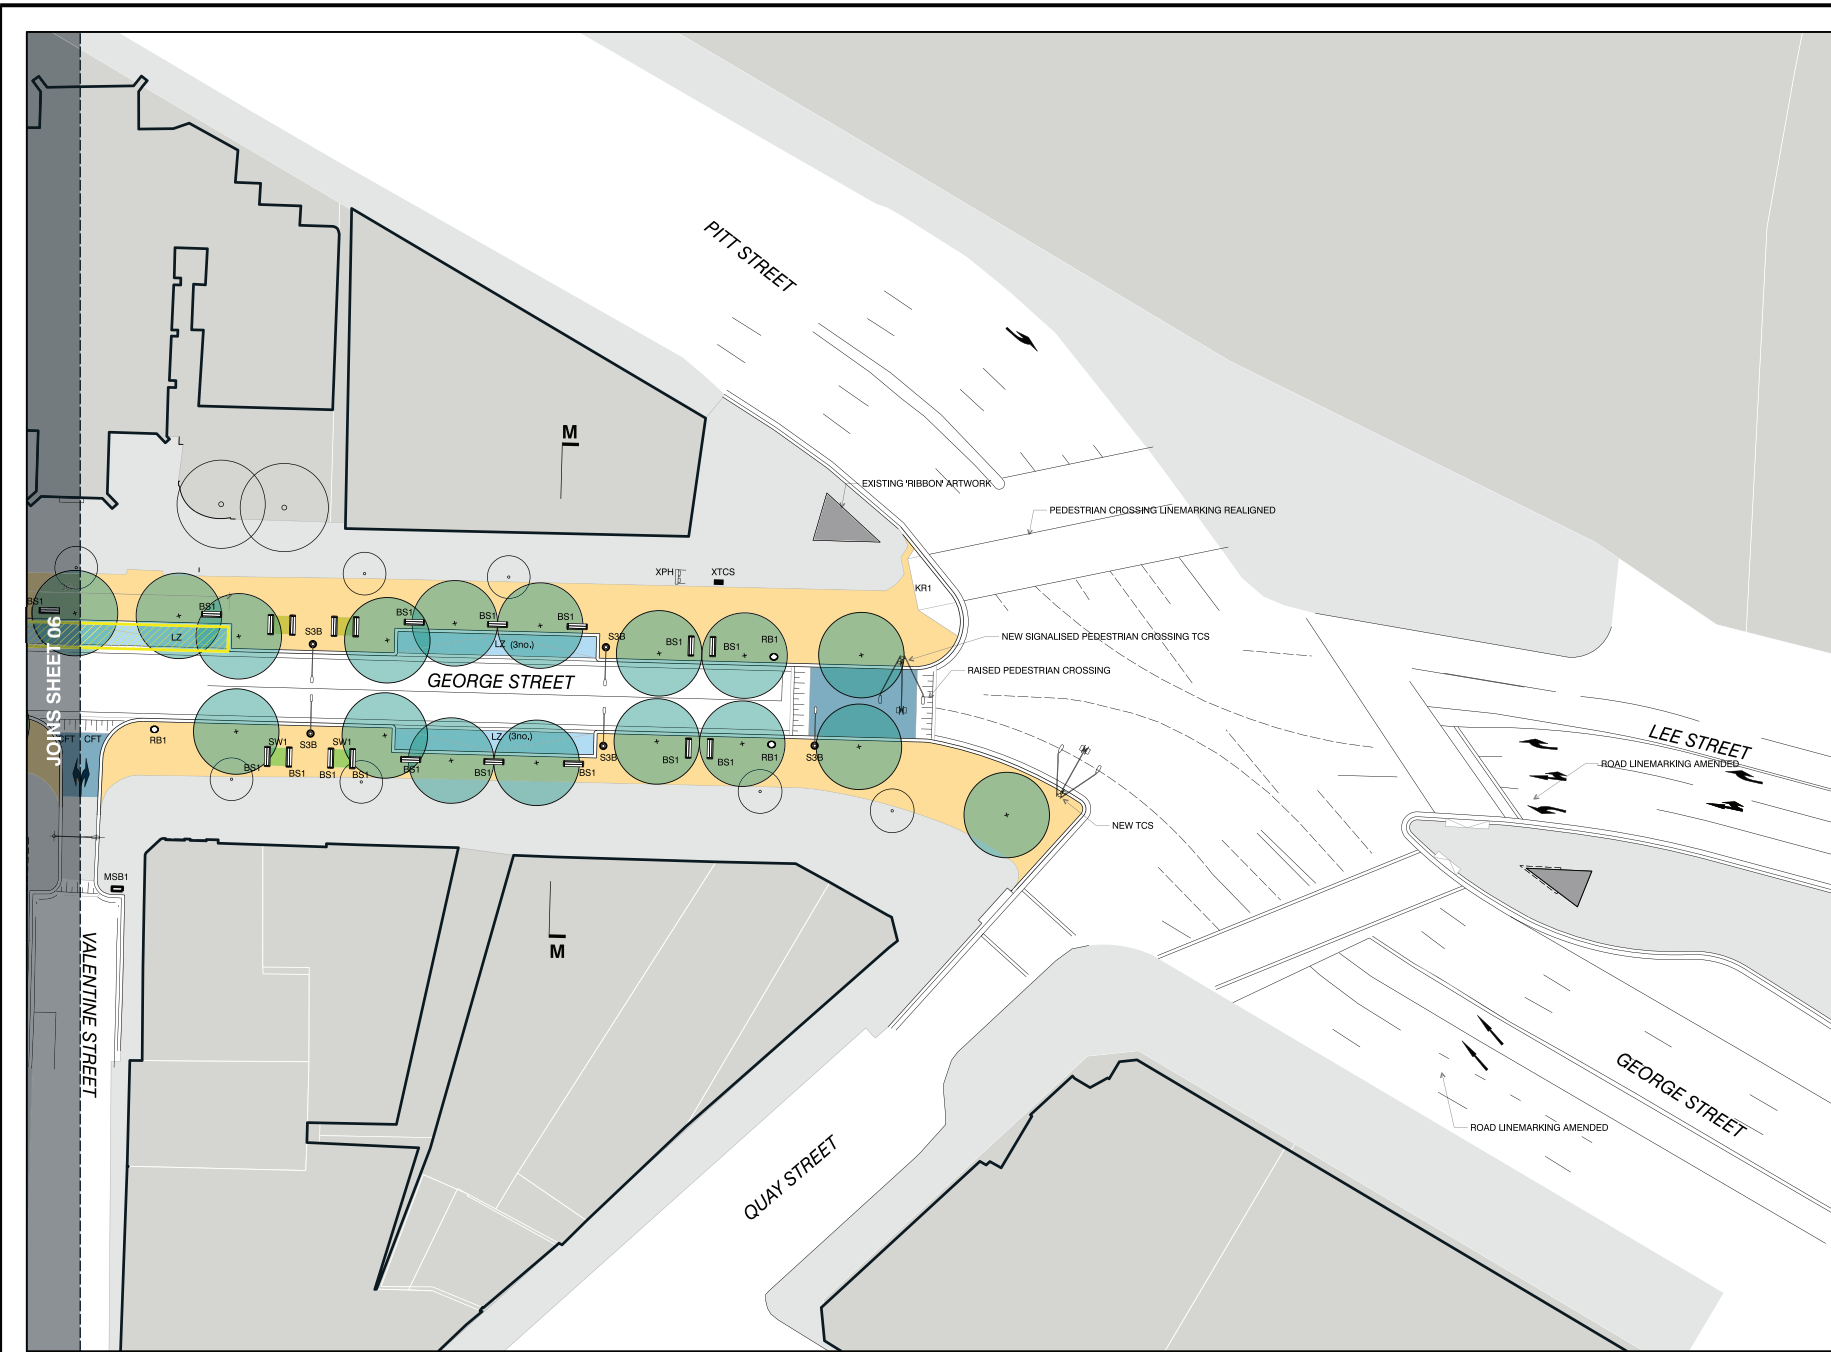 PITT STREET
M
L
EXISTING 'RIBBON' ARTWORK
PEDESTRIAN CROSSING LINEMARKING REALIGNED
XPH
XTCS
KR1
BS1
BS1
BS1
BS1
BS1
LZ
S3B
LZ (3no.)
S3B
BS1
BS1
RB1
NEW SIGNALISED PEDESTRIAN CROSSING TCS
RAISED PEDESTRIAN CROSSING
GEORGE STREET
JOINS SHEET 06
CFT
CFT
RB1
SW1
S3B
SW1
LZ (3no.)
S3B
RB1
S3B
BS1
BS1
BS1
BS1
BS1
BS1
BS1
BS1
BS1
LEE STREET
ROAD LINEMARKING AMENDED
NEW TCS
MSB1
VALENTINE STREET
M
GEORGE STREET
ROAD LINEMARKING AMENDED
QUAY STREET